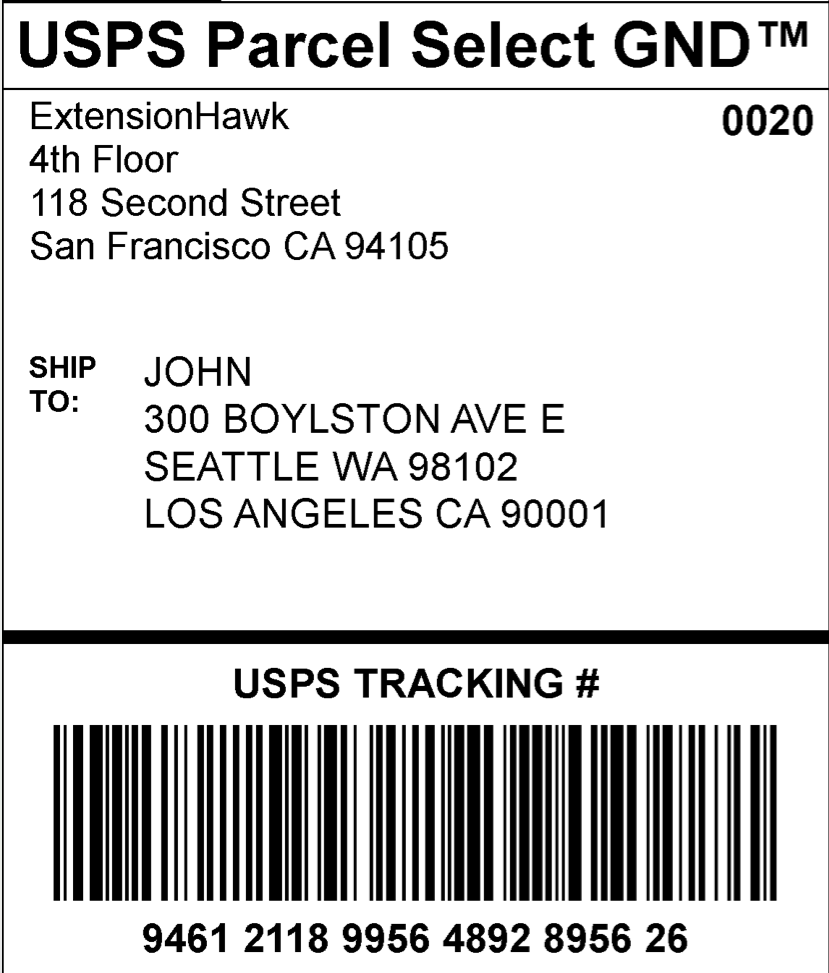 USPS Parcel Select GND™
ExtensionHawk
0020
4th Floor
118 Second Street
San Francisco CA 94105
SHIP TO:
JOHN
300 BOYLSTON AVE E
SEATTLE WA 98102
LOS ANGELES CA 90001
USPS TRACKING #
9461 2118 9956 4892 8956 26